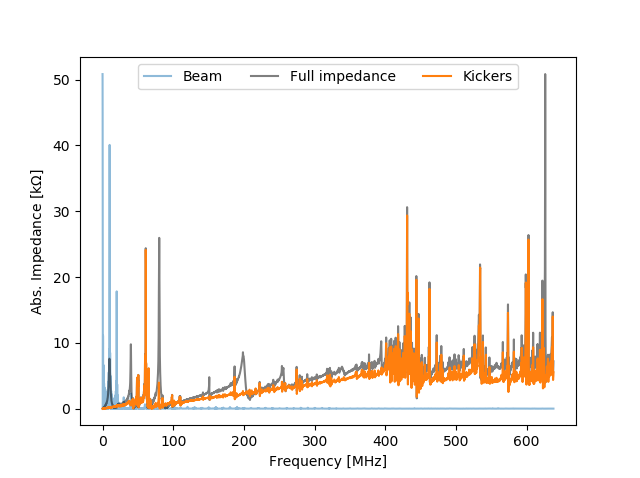 Beam Full impedance Kickers
Abs. Impedance [kΩ]
50
40
30
20
10
0
0 100 200 300 400 500 600
Frequency [MHz]